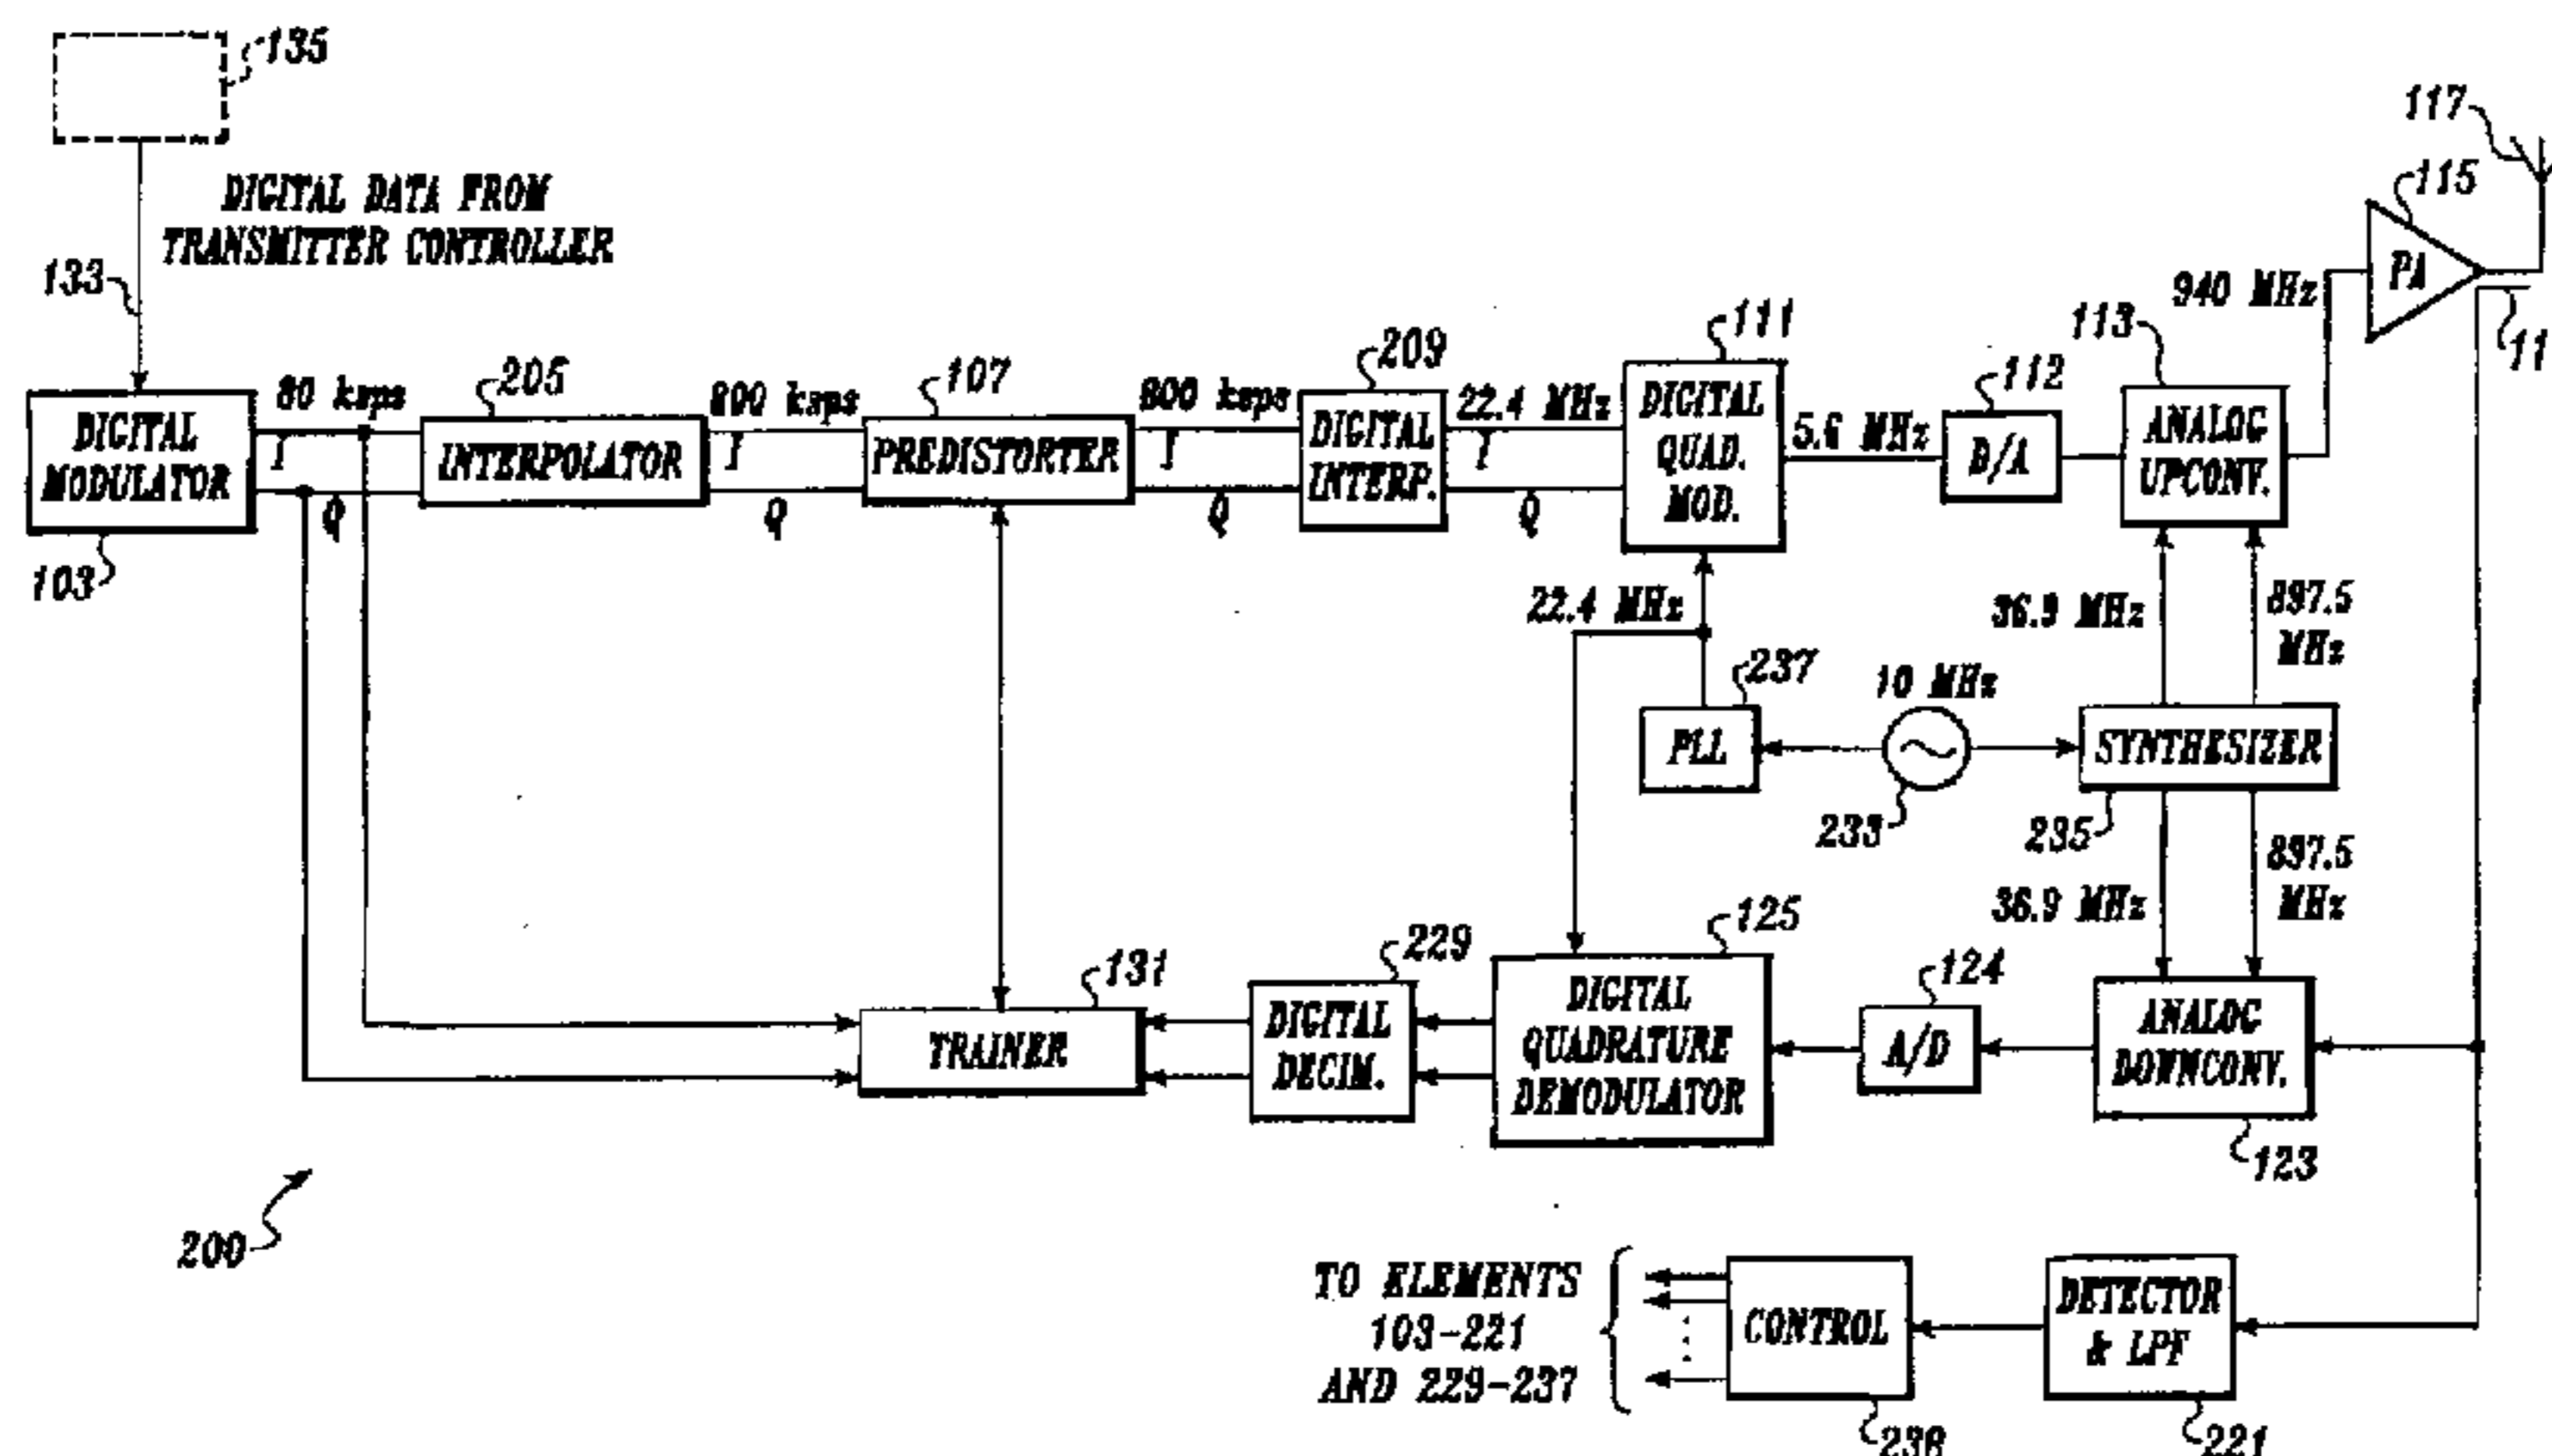 135
DIGITAL DATA FROM
TRANSMITTER CONTROLLER
133
117
115
PA
940 MHz
11
DIGITAL
MODULATOR
103
80 ksps
I
Q
205
INTERPOLATOR
800 ksps
I
Q
107
PREDISTORTER
800 ksps
I
Q
209
DIGITAL
INTERP.
22.4 MHz
I
Q
111
DIGITAL
QUAD.
MOD.
5.6 MHz
112
D/A
113
ANALOG
UPCONV.
22.4 MHz
36.9 MHz
897.5
MHz
237
PLL
10 MHz
233
SYNTHESIZER
235
36.9 MHz
897.5
MHz
131
TRAINER
229
DIGITAL
DECIM.
125
DIGITAL
QUADRATURE
DEMODULATOR
124
A/D
ANALOG
DOWNCONV.
123
200
TO ELEMENTS
103-221
AND 229-237
CONTROL
DETECTOR
& LPF
221